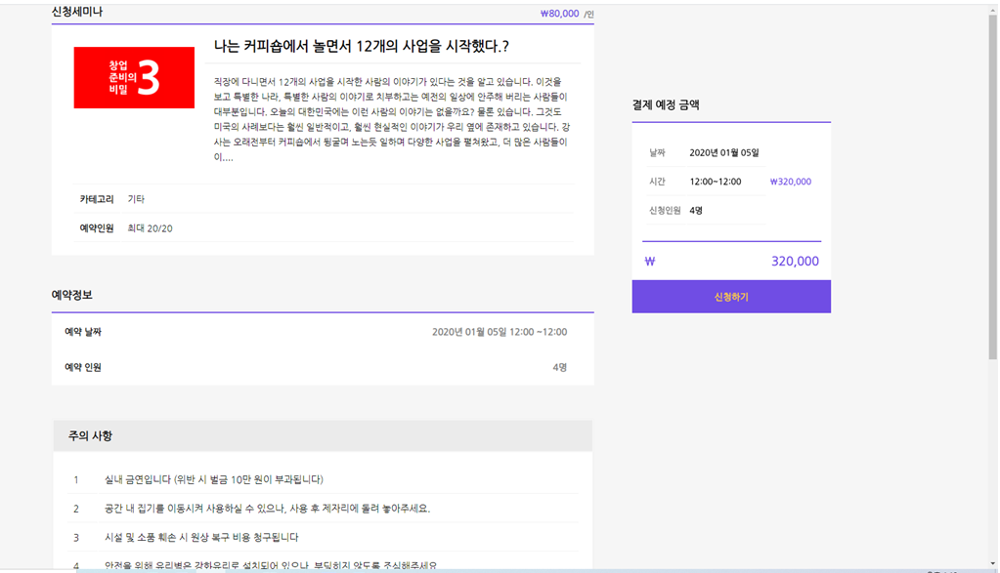 신청세미나
₩80,000 /인
창업
준비의
비밀
3
나는 커피숍에서 놀면서 12개의 사업을 시작했다.?
직장에 다니면서 12개의 사업을 시작한 사람의 이야기가 있다는 것을 알고 있습니다. 이것을
보고 특별한 나라, 특별한 사람의 이야기로 치부하고는 예전의 일상에 안주해 버리는 사람들이
대부분입니다. 오늘의 대한민국에는 이런 사람의 이야기는 없을까요? 물론 있습니다. 그것도
미국의 사례보다는 훨씬 일반적이고, 훨씬 현실적인 이야기가 우리 옆에 존재하고 있습니다. 강
사는 오래전부터 커피숍에서 뒹굴며 노는듯 일하며 다양한 사업을 펼쳐왔고, 더 많은 사람들이
이....
카테고리 기타
예약인원 최대 20/20
예약정보
예약 날짜 2020년 01월 05일 12:00 ~12:00
예약 인원 4명
주의 사항
1 실내 금연입니다 (위반 시 벌금 10만 원이 부과됩니다)
2 공간 내 집기를 이동시켜 사용하실 수 있으나, 사용 후 제자리에 돌려 놓아주세요.
3 시설 및 소품 훼손 시 원상 복구 비용 청구됩니다
4 안전을 위해 유리벽은 강화유리로 설치되어 있으나, 부딪히지 않도록 조심해주세요
결제 예정 금액
날짜 2020년 01월 05일
시간 12:00~12:00 ₩320,000
신청인원 4명
₩ 320,000
신청하기